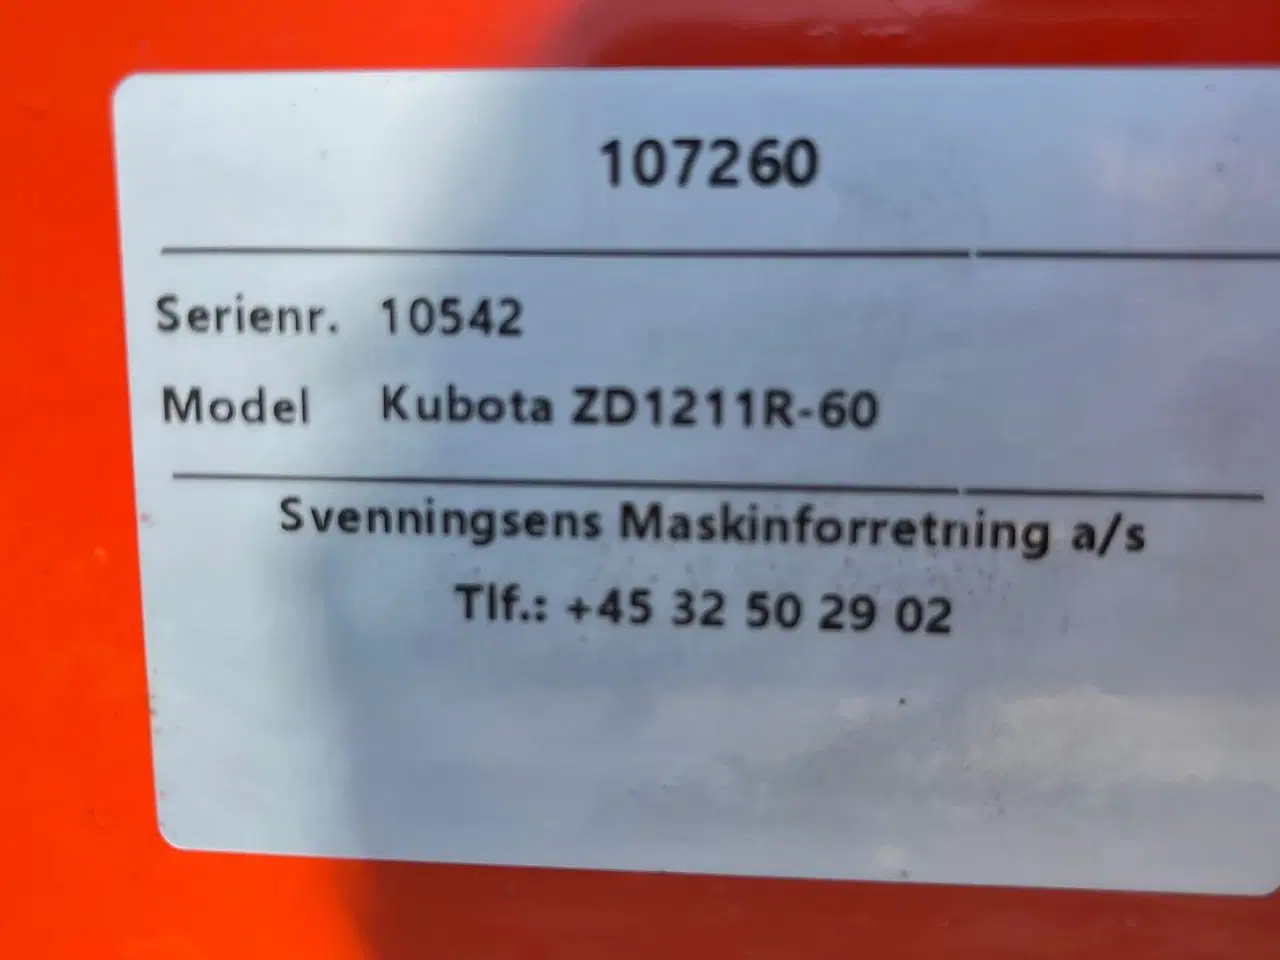 107260
Serienr. 10542
Model Kubota ZD1211R-60
Svenningsens Maskinforretning a/s
Tlf.: +45 32 50 29 02